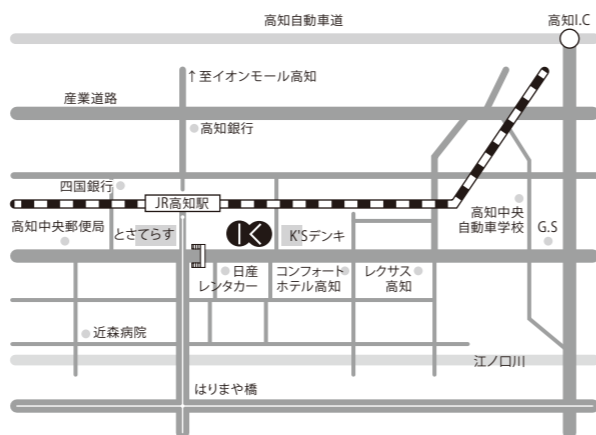 高知自動車道
高知I.C
↑至イオンモール高知
産業道路
高知銀行
四国銀行
JR高知駅
高知中央郵便局
とさてらす
K'Sデンキ
高知中央
自動車学校
G.S
日産
レンタカー
コンフォート
ホテル高知
レクサス
高知
近森病院
江ノ口川
はりまや橋